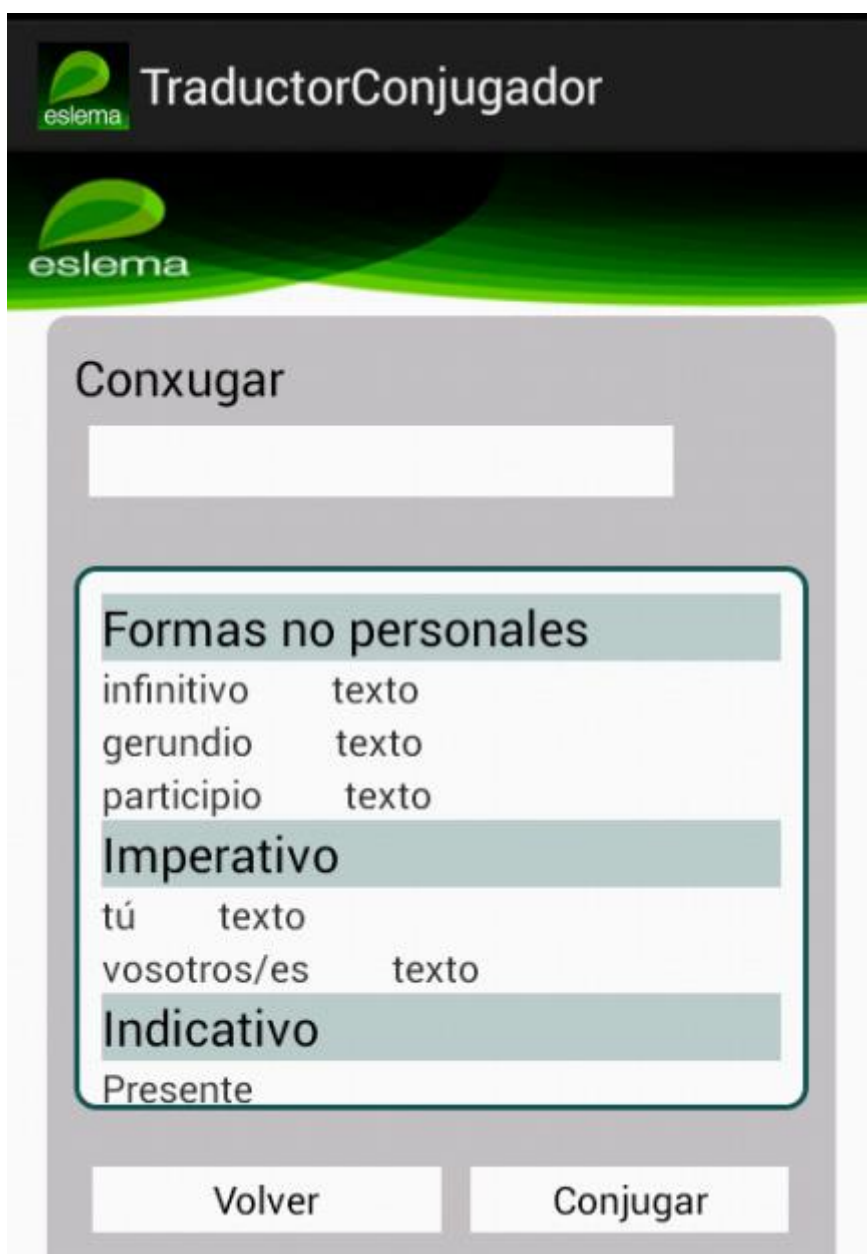 eslema
TraductorConjugador
eslema
Conxugar
Formas no personales
infinitivo texto
gerundio texto
participio texto
Imperativo
tú texto
vosotros/es texto
Indicativo
Presente
Volver Conjugar